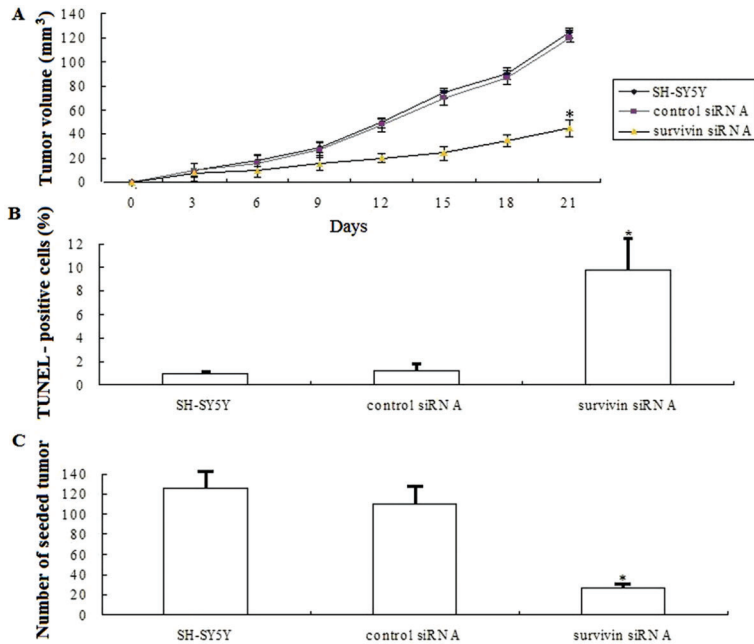 A
Tumor volume (mm³)
140
120
100
80
60
40
20
0
0 3 6 9 12 15 18 21
Days
*
SH-SY5Y
control siRNA
survivin siRNA
B
TUNEL - positive cells (%)
12
10
8
6
4
2
0
*
SH-SY5Y control siRNA survivin siRNA
C
Number of seeded tumor
140
120
100
80
60
40
20
0
*
SH-SY5Y control siRNA survivin siRNA